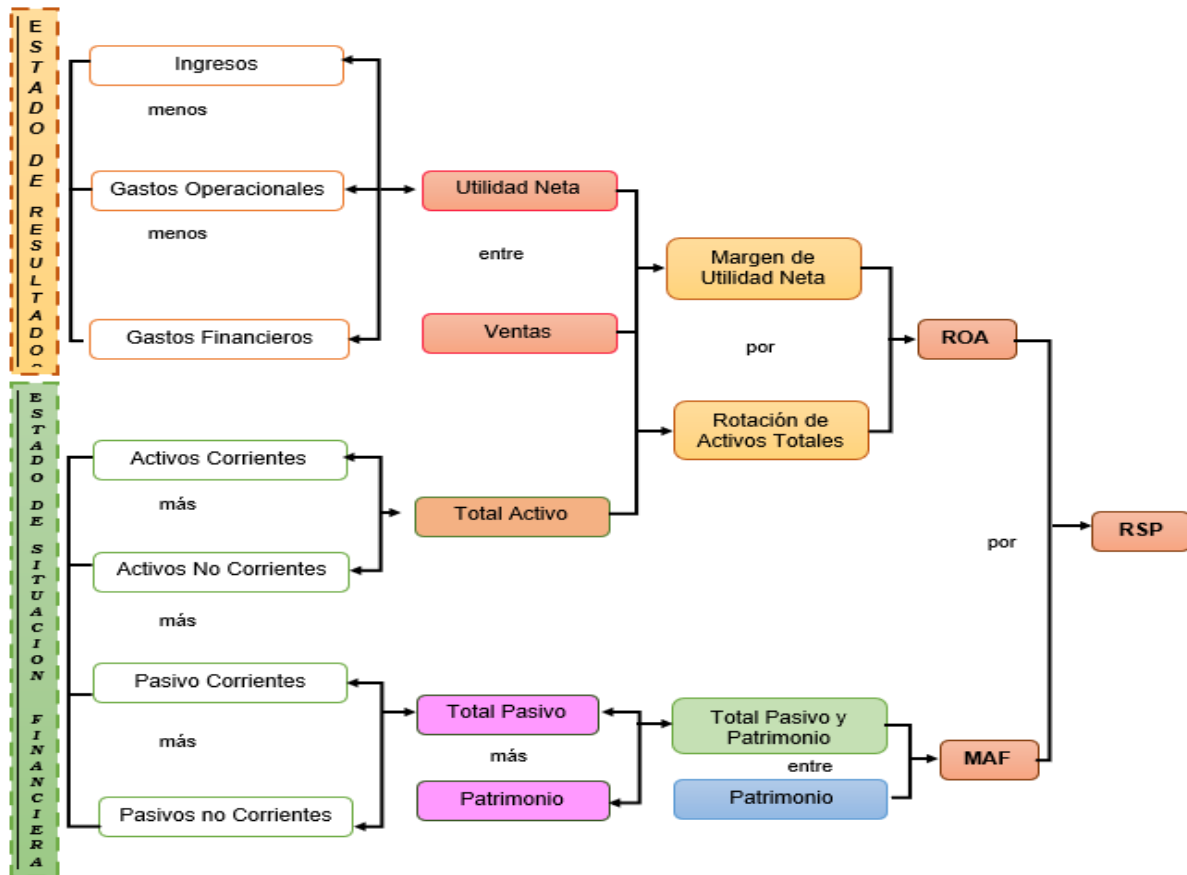 ESTADO DE RESULTADOS
Ingresos
menos
Gastos Operacionales
menos
Gastos Financieros
Utilidad Neta
entre
Ventas
Margen de
Utilidad Neta
por
Rotación de
Activos Totales
ROA
ESTADO DE SITUACION FINANCIERA
Activos Corrientes
más
Activos No Corrientes
más
Pasivo Corrientes
más
Pasivos no Corrientes
Total Activo
Total Pasivo
más
Patrimonio
Total Pasivo y
Patrimonio
entre
Patrimonio
MAF
por
RSP